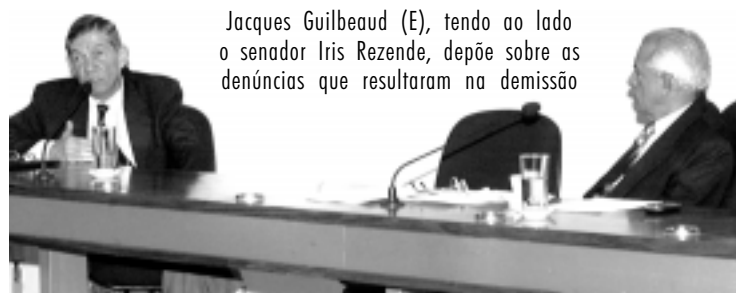 Jacques Guilbeaud (E), tendo ao lado
o senador Iris Rezende, depõe sobre as
denúncias que resultaram na demissão